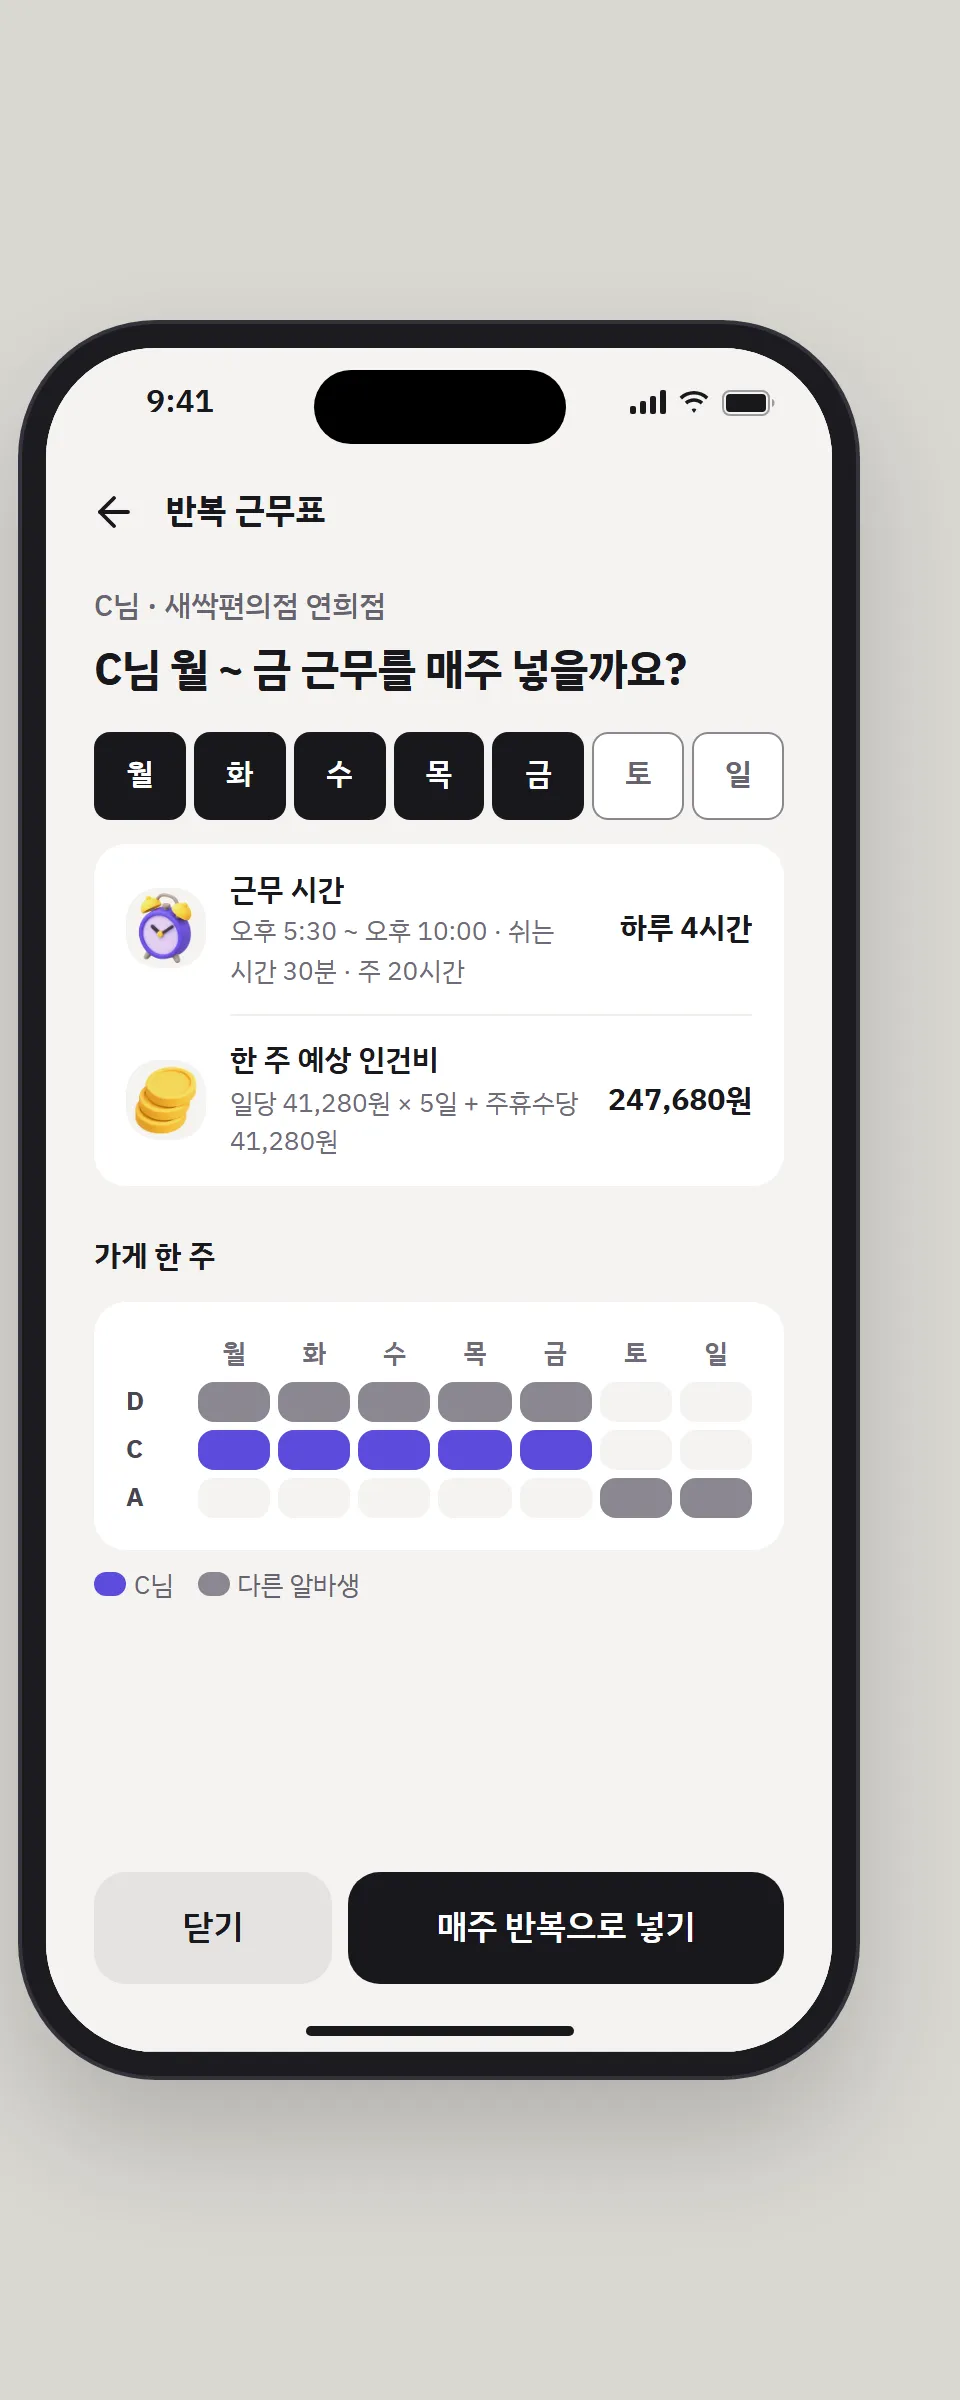 9:41
반복 근무표
C님 · 새싹편의점 연희점
C님 월 ~ 금 근무를 매주 넣을까요?
월 화 수 목 금 토 일
근무 시간
오후 5:30 ~ 오후 10:00 · 쉬는
시간 30분 · 주 20시간
하루 4시간
한 주 예상 인건비
일당 41,280원 × 5일 + 주휴수당
41,280원
247,680원
가게 한 주
월 화 수 목 금 토 일
D
C
A
C님 다른 알바생
닫기 매주 반복으로 넣기